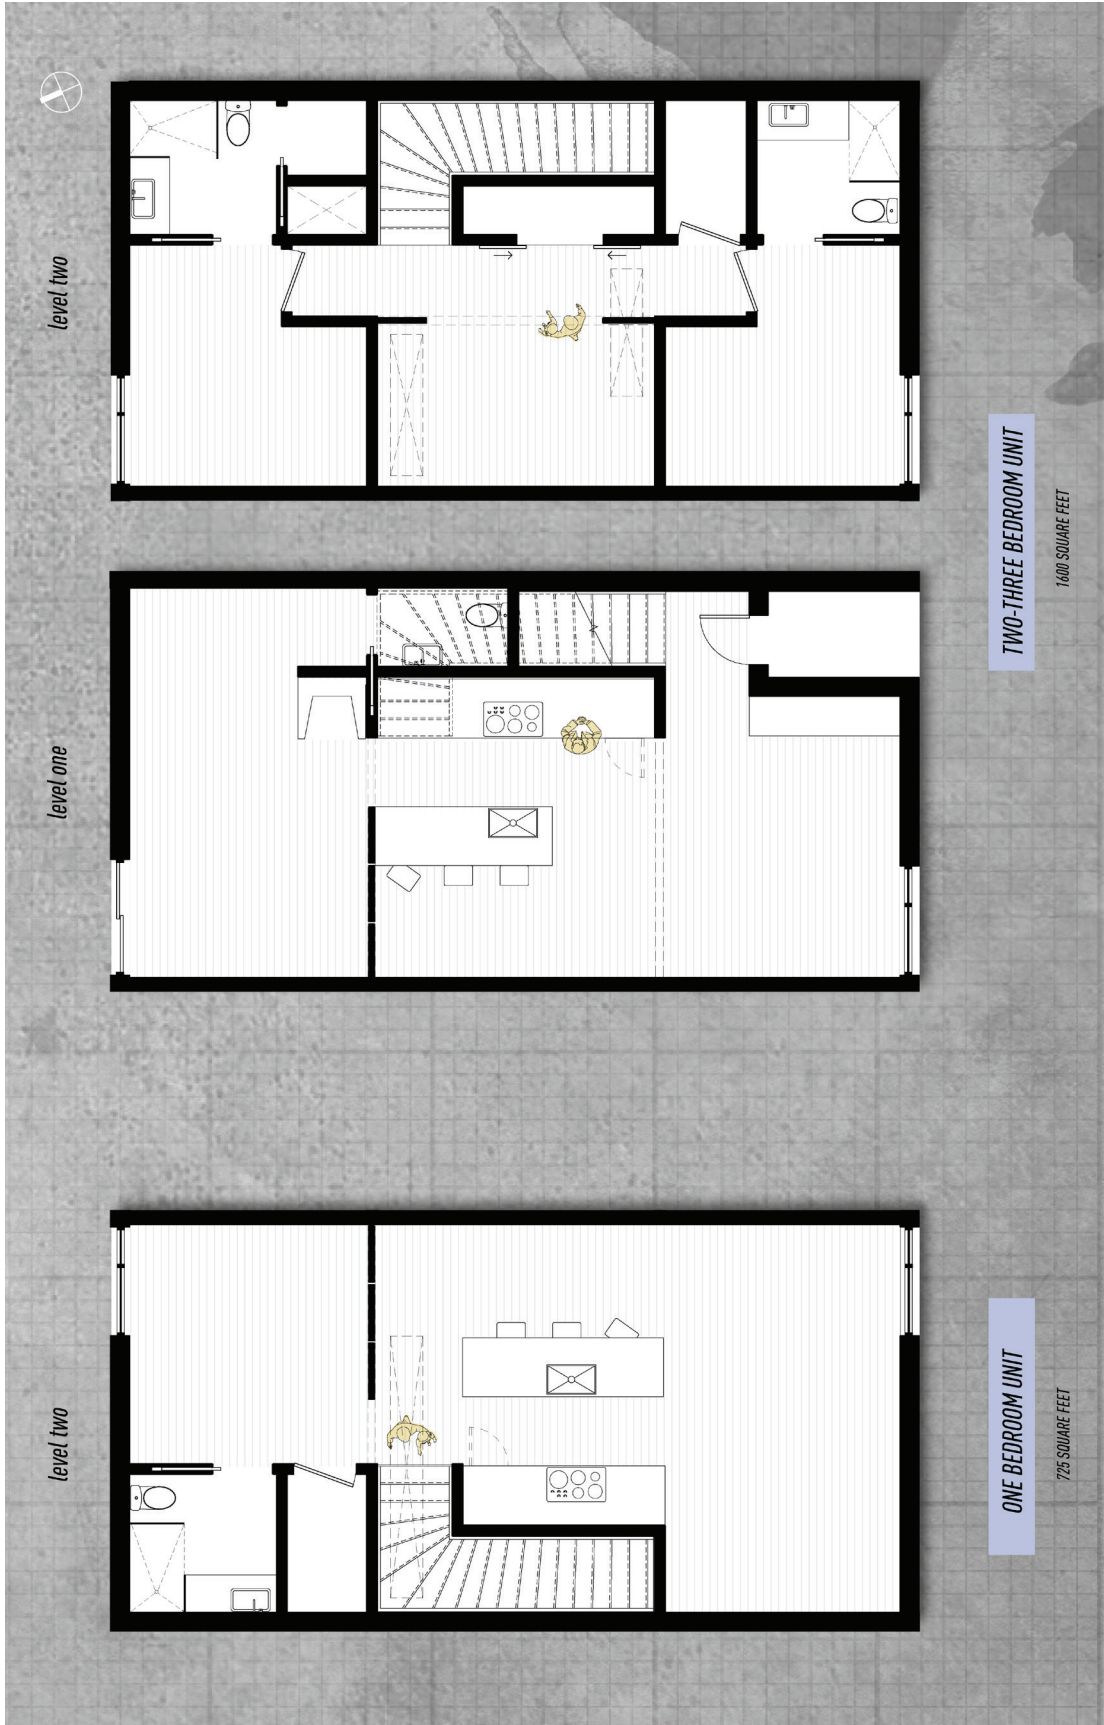 level two
TWO-THREE BEDROOM UNIT
1600 SQUARE FEET
level one
level two
ONE BEDROOM UNIT
725 SQUARE FEET